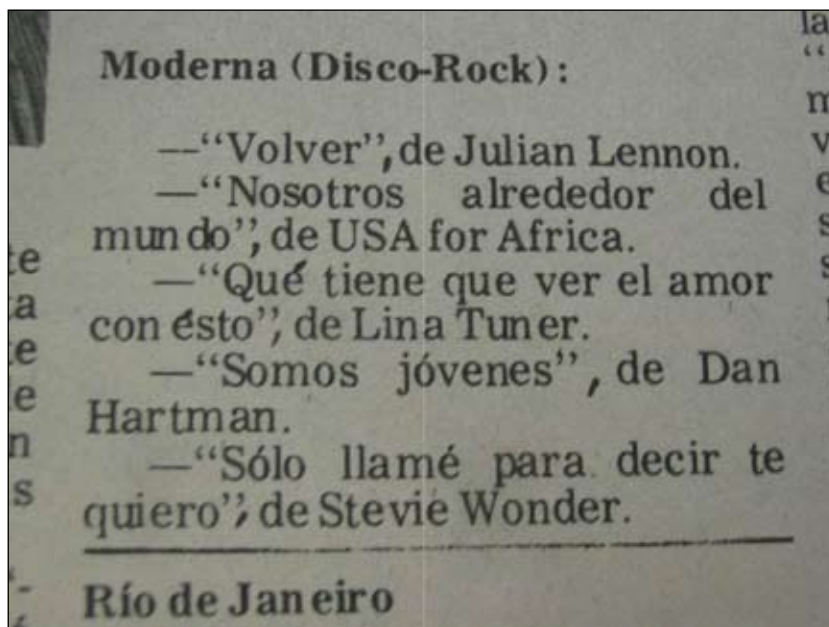 Moderna (Disco-Rock):
—“Volver”, de Julian Lennon.
—“Nosotros alrededor del
mundo”, de USA for Africa.
—“Qué tiene que ver el amor
con ésto”, de Lina Tuner.
—“Somos jóvenes”, de Dan
Hartman.
—“Sólo llamé para decir te
quiero”, de Stevie Wonder.
Río de Janeiro